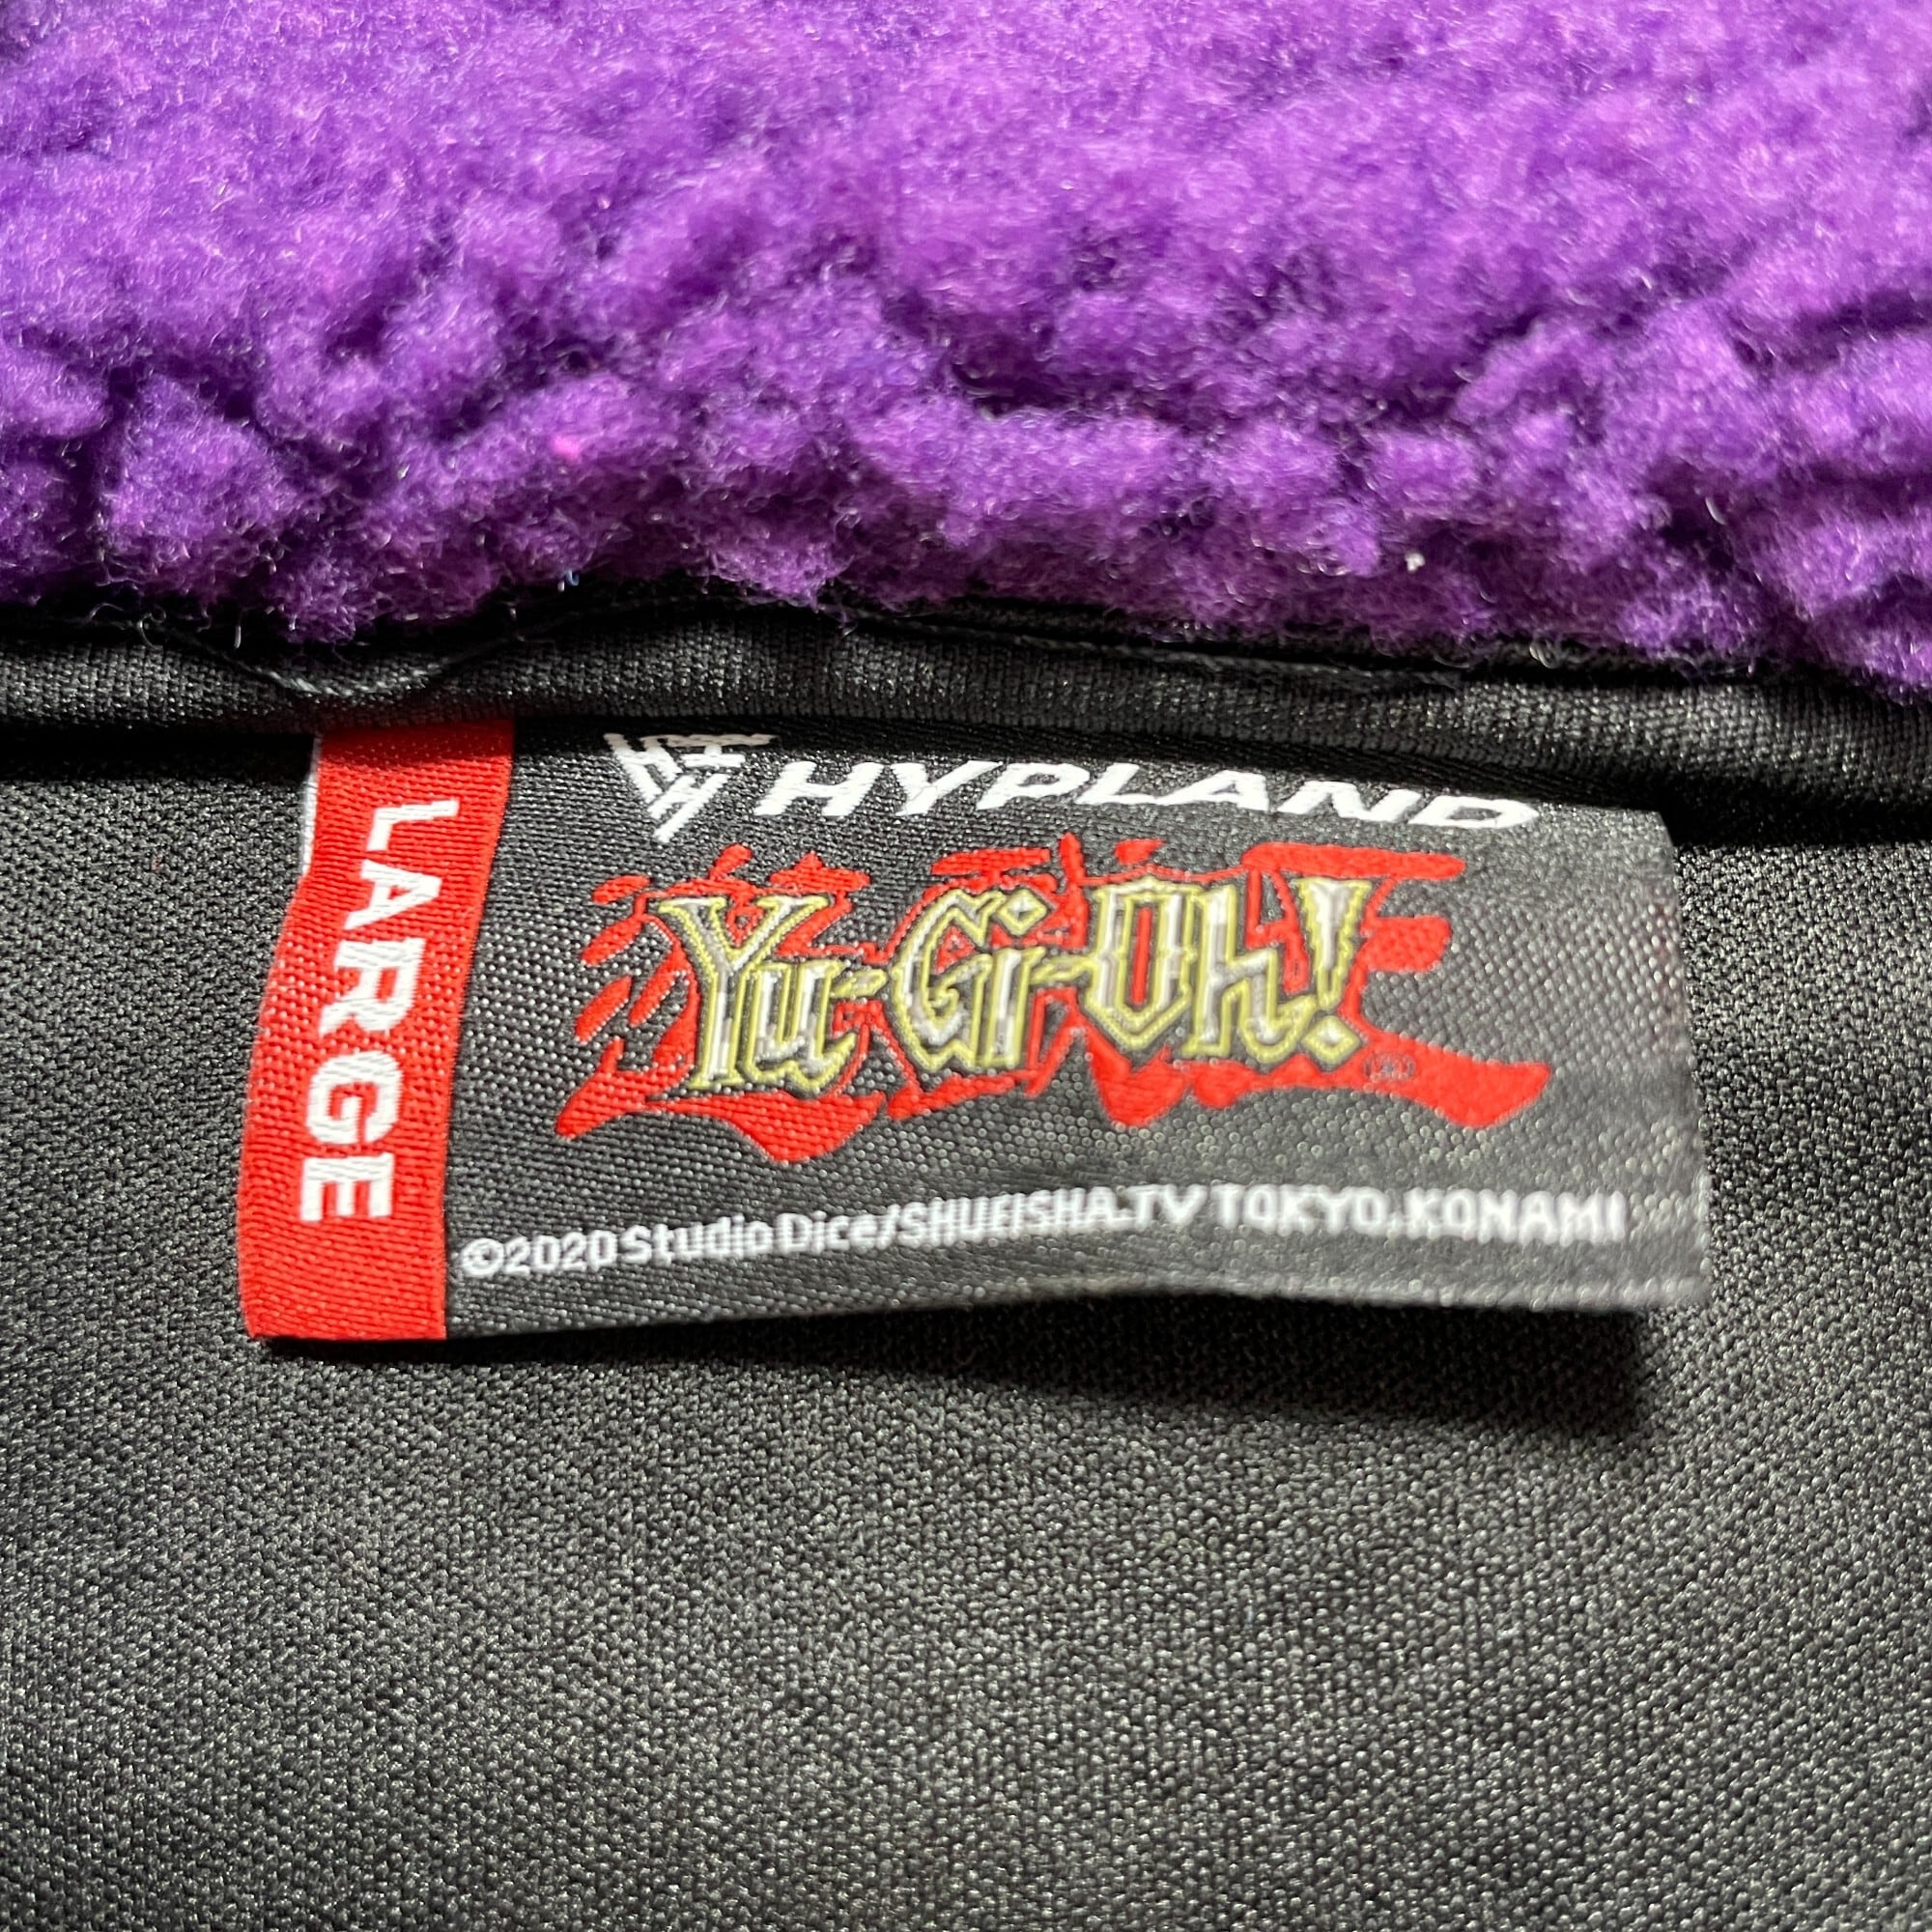 LARGE
HYPLAND
Yu-Gi-Oh!
©2020 Studio Dice/SHUEISHA.TV TOKYO.KONAMI